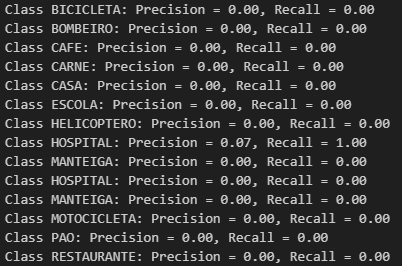 Class BICICLETA: Precision = 0.00, Recall = 0.00
Class BOMBEIRO: Precision = 0.00, Recall = 0.00
Class CAFE: Precision = 0.00, Recall = 0.00
Class CARNE: Precision = 0.00, Recall = 0.00
Class CASA: Precision = 0.00, Recall = 0.00
Class ESCOLA: Precision = 0.00, Recall = 0.00
Class HELICOPTERO: Precision = 0.00, Recall = 0.00
Class HOSPITAL: Precision = 0.07, Recall = 1.00
Class MANTEIGA: Precision = 0.00, Recall = 0.00
Class HOSPITAL: Precision = 0.00, Recall = 0.00
Class MANTEIGA: Precision = 0.00, Recall = 0.00
Class MOTOCICLETA: Precision = 0.00, Recall = 0.00
Class PAO: Precision = 0.00, Recall = 0.00
Class RESTAURANTE: Precision = 0.00, Recall = 0.00